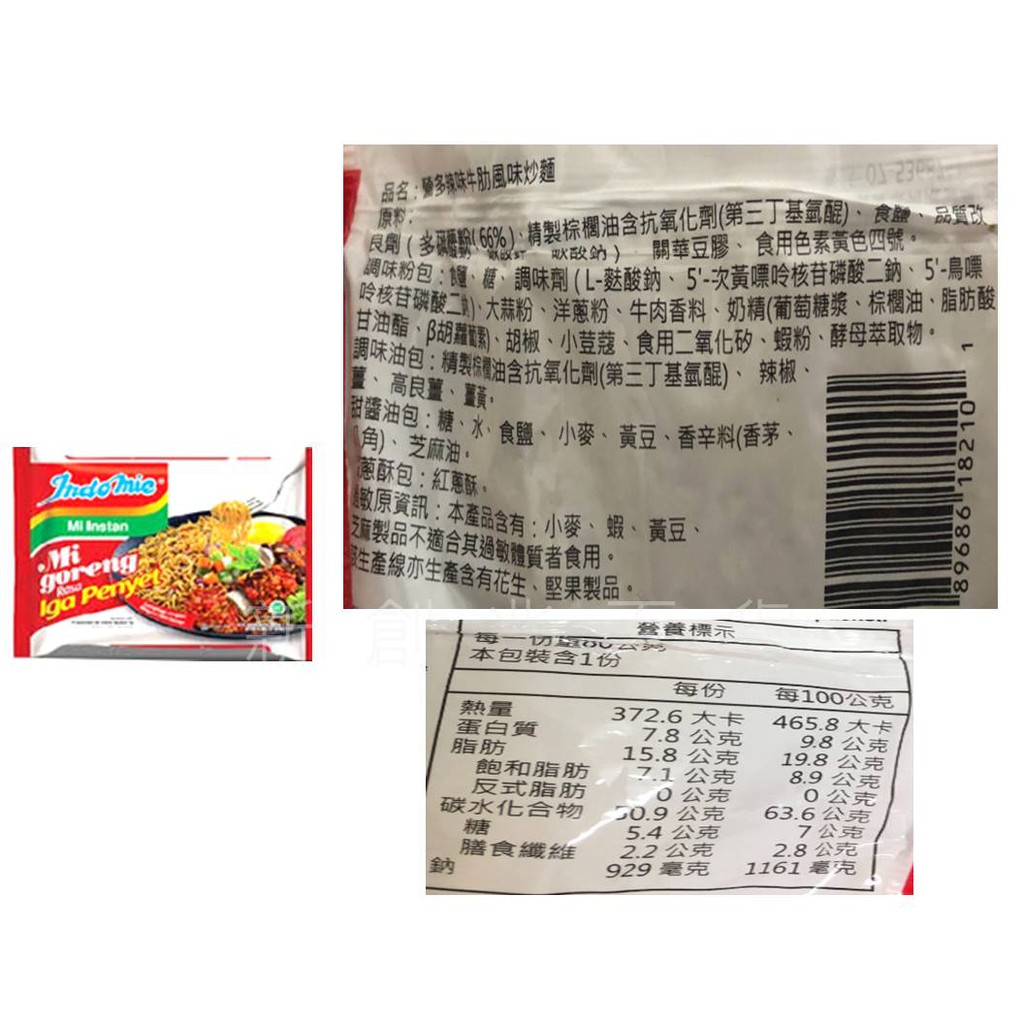 Indomie
Mi Instan
Mi
goreng
Rasa
Iga Penyet
品名：營多辣味牛肋風味炒麵
原料：
(66%)、精製棕櫚油含抗氧化劑(第三丁基氫醌)、食鹽、品質改
良劑 (多磷酸鈉、碳酸鈉) 關華豆膠、食用色素黃色四號。
調味粉包：食鹽、糖、調味劑 (L-麩酸鈉、5'-次黃嘌呤核苷磷酸二鈉、5'-鳥嘌
呤核苷磷酸二鈉)、大蒜粉、洋蔥粉、牛肉香料、奶精(葡萄糖漿、棕櫚油、脂肪酸
甘油酯、β胡蘿蔔素)、胡椒、小荳蔻、食用二氧化矽、蝦粉、酵母萃取物。
調味油包：精製棕櫚油含抗氧化劑(第三丁基氫醌)、辣椒、
薑、高良薑、薑黃。
甜醬油包：糖、水、食鹽、小麥、黃豆、香辛料(香茅、
八角)、芝麻油。
蔥酥包：紅蔥酥。
敏原資訊：本產品含有：小麥、蝦、黃豆、
芝麻製品不適合其過敏體質者食用。
生產線亦生產含有花生、堅果製品。
8968618210 1
營養標示
每一份量80公克
本包裝含1份
每份 每100公克
熱量 372.6 大卡 465.8 大卡
蛋白質 7.8 公克 9.8 公克
脂肪 15.8 公克 19.8 公克
飽和脂肪 7.1 公克 8.9 公克
反式脂肪 0 公克 0 公克
碳水化合物 50.9 公克 63.6 公克
糖 5.4 公克 7 公克
膳食纖維 2.2 公克 2.8 公克
鈉 929 毫克 1161 毫克